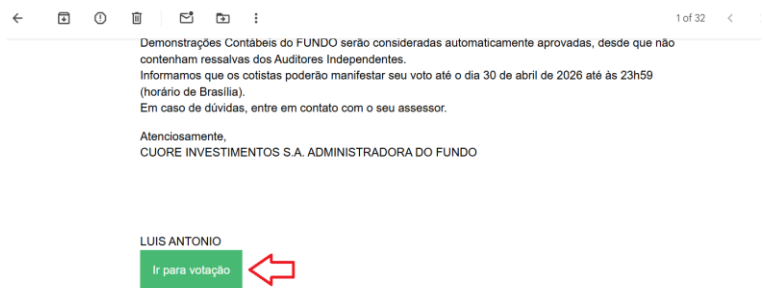 1 of 32
Demonstrações Contábeis do FUNDO serão consideradas automaticamente aprovadas, desde que não
contenham ressalvas dos Auditores Independentes.
Informamos que os cotistas poderão manifestar seu voto até o dia 30 de abril de 2026 até às 23h59
(horário de Brasília).
Em caso de dúvidas, entre em contato com o seu assessor.
Atenciosamente,
CUORE INVESTIMENTOS S.A. ADMINISTRADORA DO FUNDO
LUIS ANTONIO
Ir para votação